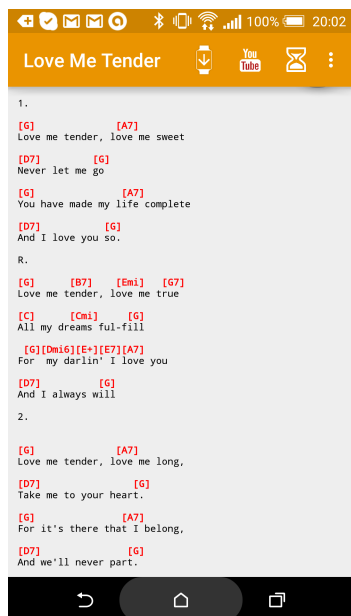 100% 20:02
Love Me Tender You Tube
1.
[G] [A7]
Love me tender, love me sweet
[D7] [G]
Never let me go
[G] [A7]
You have made my life complete
[D7] [G]
And I love you so.
R.
[G] [B7] [Emi] [G7]
Love me tender, love me true
[C] [Cmi] [G]
All my dreams ful-fill
[G][Dmi6][E+][E7][A7]
For my darlin' I love you
[D7] [G]
And I always will
2.
[G] [A7]
Love me tender, love me long,
[D7] [G]
Take me to your heart.
[G] [A7]
For it's there that I belong,
[D7] [G]
And we'll never part.